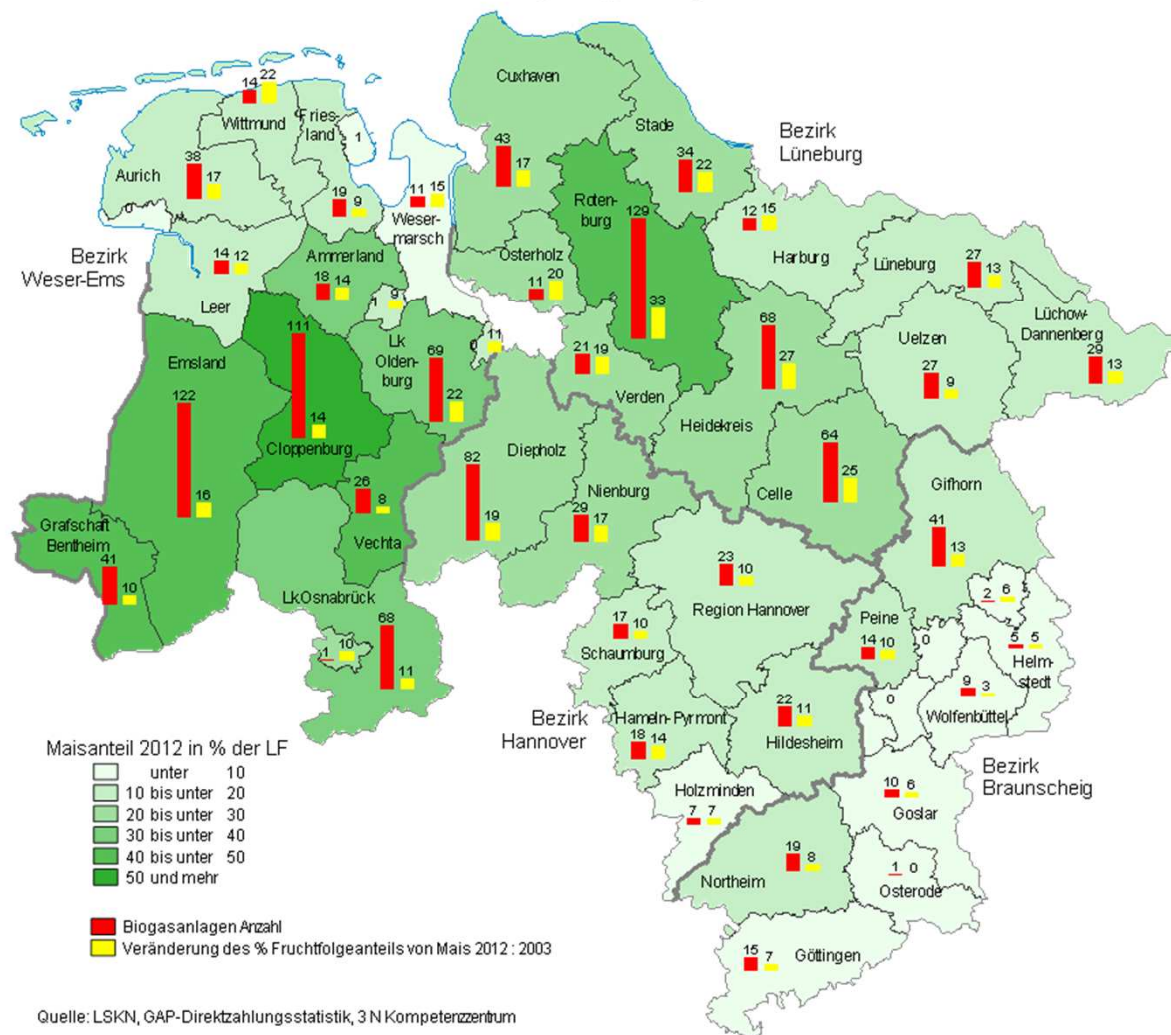 Cuxhaven
14 22
Wittmund
Fries-
land
1
Stade
Bezirk
Lüneburg
43
17
34
22
38
17
Aurich
0
19
9
11 15
Weser-
marsch
Roten-
burg
129
33
12 15
Harburg
Bezirk
Weser-Ems
14 12
Leer
Ammerland
18 14
Osterholz
11 20
Lüneburg
27
13
1 9
0 11
Lüchow-
Dannenberg
29
13
Emsland
122
16
111
14
Cloppenburg
Lk
Olden-
burg
69
22
21 19
Verden
68
27
Heidekreis
Uelzen
27
9
Diepholz
82
19
Nienburg
29
17
64
25
Celle
Gifhorn
41
13
26
8
Vechta
Grafschaft
Bentheim
41
10
Lk Osnabrück
68
11
1 10
23
10
Region Hannover
17 10
Schaumburg
Peine
14 10
0
2 6
5 5
Helm-
stedt
9 3
Wolfenbüttel
0
22
11
Hildesheim
Hameln-Pyrmont
18 14
Bezirk
Hannover
Holzminden
7 7
Bezirk
Braunscheig
10 6
Goslar
19
8
Northeim
1 0
Osterode
15
7
Göttingen
Maisanteil 2012 in % der LF
unter 10
10 bis unter 20
20 bis unter 30
30 bis unter 40
40 bis unter 50
50 und mehr
Biogasanlagen Anzahl
Veränderung des % Fruchtfolgeanteils von Mais 2012 : 2003
Quelle: LSKN, GAP-Direktzahlungsstatistik, 3 N Kompetenzzentrum